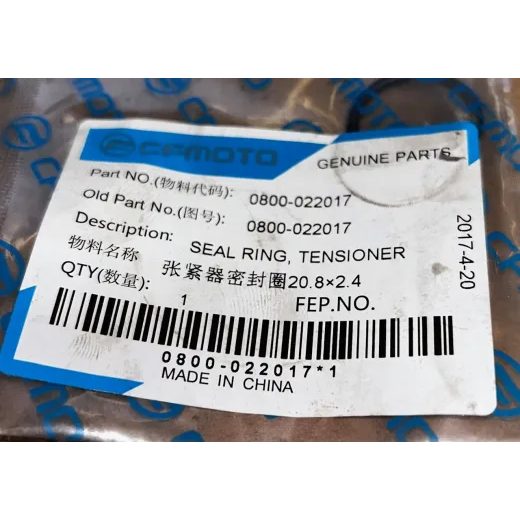 CFMOTO
GENUINE PARTS
Part NO.(物料代码): 0800-022017
Old Part No.(图号): 0800-022017
Description: SEAL RING, TENSIONER
物料名称 张紧器密封圈20.8×2.4
QTY(数量): 1 FEP.NO.
0800-022017*1
MADE IN CHINA
2017-4-20